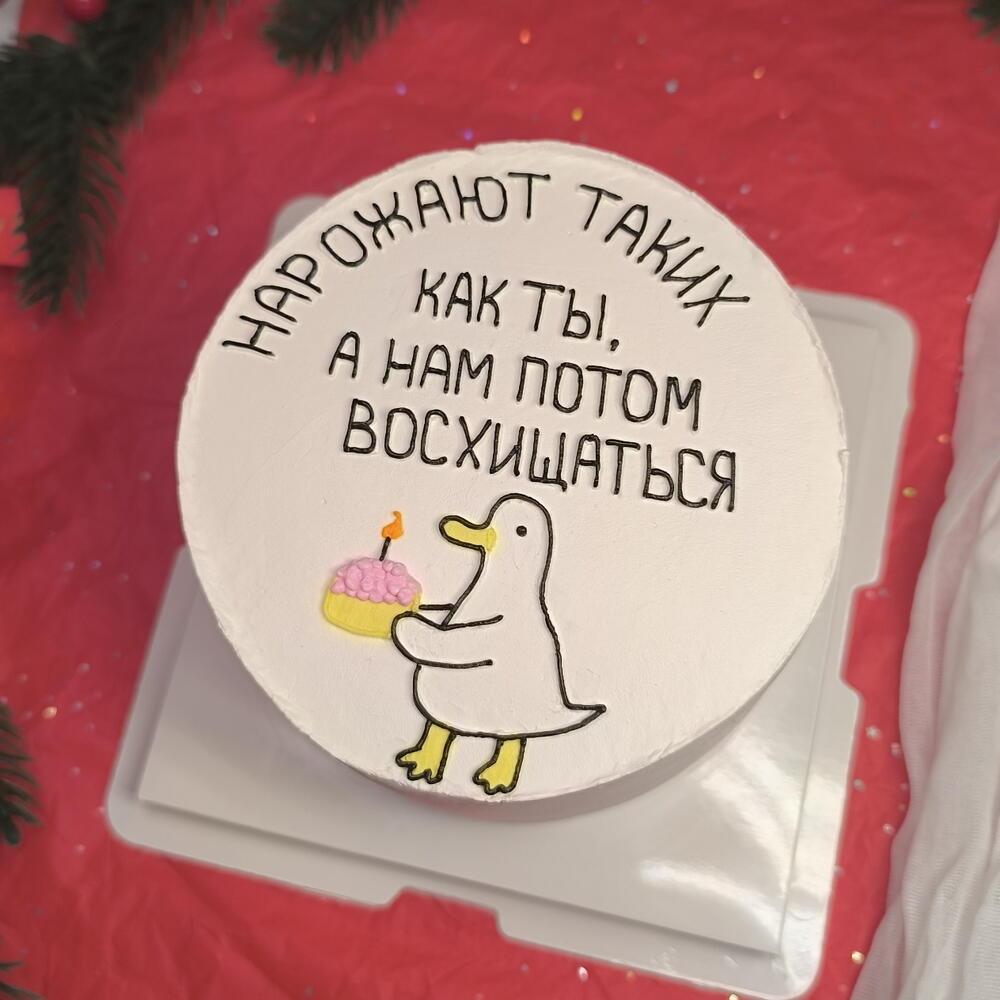 НАРОЖАЮТ ТАКИХ
КАК ТЫ,
А НАМ ПОТОМ
ВОСХИЩАТЬСЯ